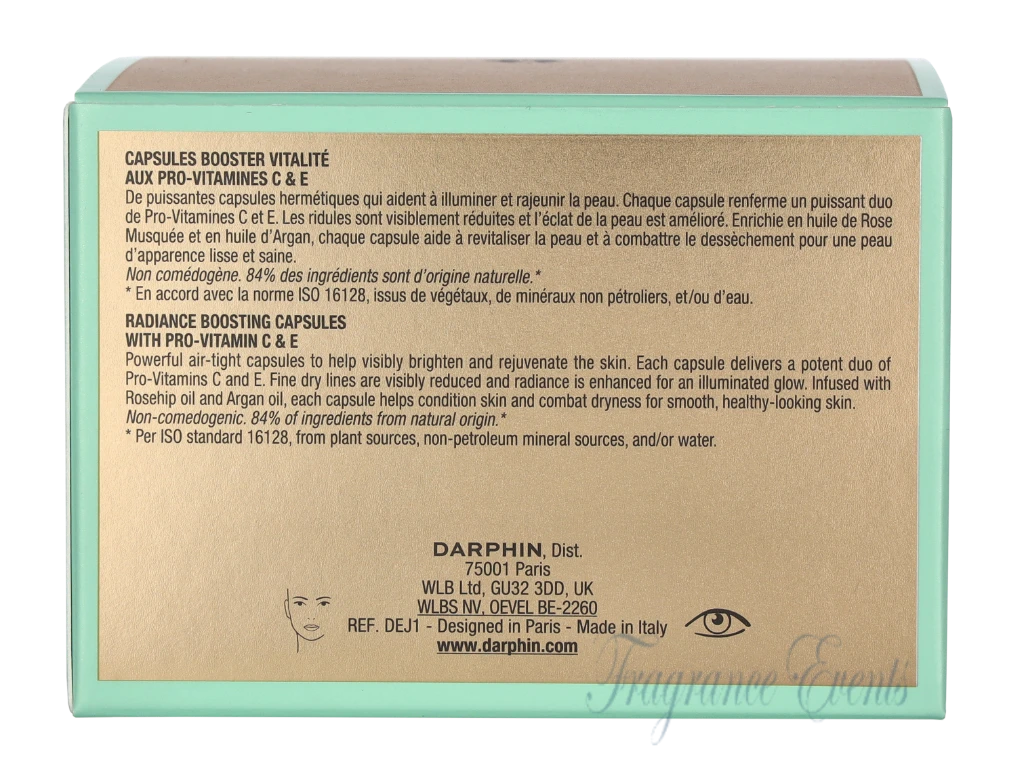 CAPSULES BOOSTER VITALITÉ
AUX PRO-VITAMINES C & E
De puissantes capsules hermétiques qui aident à illuminer et rajeunir la peau. Chaque capsule renferme un puissant duo
de Pro-Vitamines C et E. Les ridules sont visiblement réduites et l'éclat de la peau est amélioré. Enrichie en huile de Rose
Musquée et en huile d'Argan, chaque capsule aide à revitaliser la peau et à combattre le dessèchement pour une peau
d'apparence lisse et saine.
Non comédogène. 84% des ingrédients sont d'origine naturelle.*
* En accord avec la norme ISO 16128, issus de végétaux, de minéraux non pétroliers, et/ou d'eau.
RADIANCE BOOSTING CAPSULES
WITH PRO-VITAMIN C & E
Powerful air-tight capsules to help visibly brighten and rejuvenate the skin. Each capsule delivers a potent duo of
Pro-Vitamins C and E. Fine dry lines are visibly reduced and radiance is enhanced for an illuminated glow. Infused with
Rosehip oil and Argan oil, each capsule helps condition skin and combat dryness for smooth, healthy-looking skin.
Non-comedogenic. 84% of ingredients from natural origin.*
* Per ISO standard 16128, from plant sources, non-petroleum mineral sources, and/or water.
DARPHIN, Dist.
75001 Paris
WLB Ltd, GU32 3DD, UK
WLBS NV, OEVEL BE-2260
REF. DEJ1 - Designed in Paris - Made in Italy
www.darphin.com
Fragrance Events